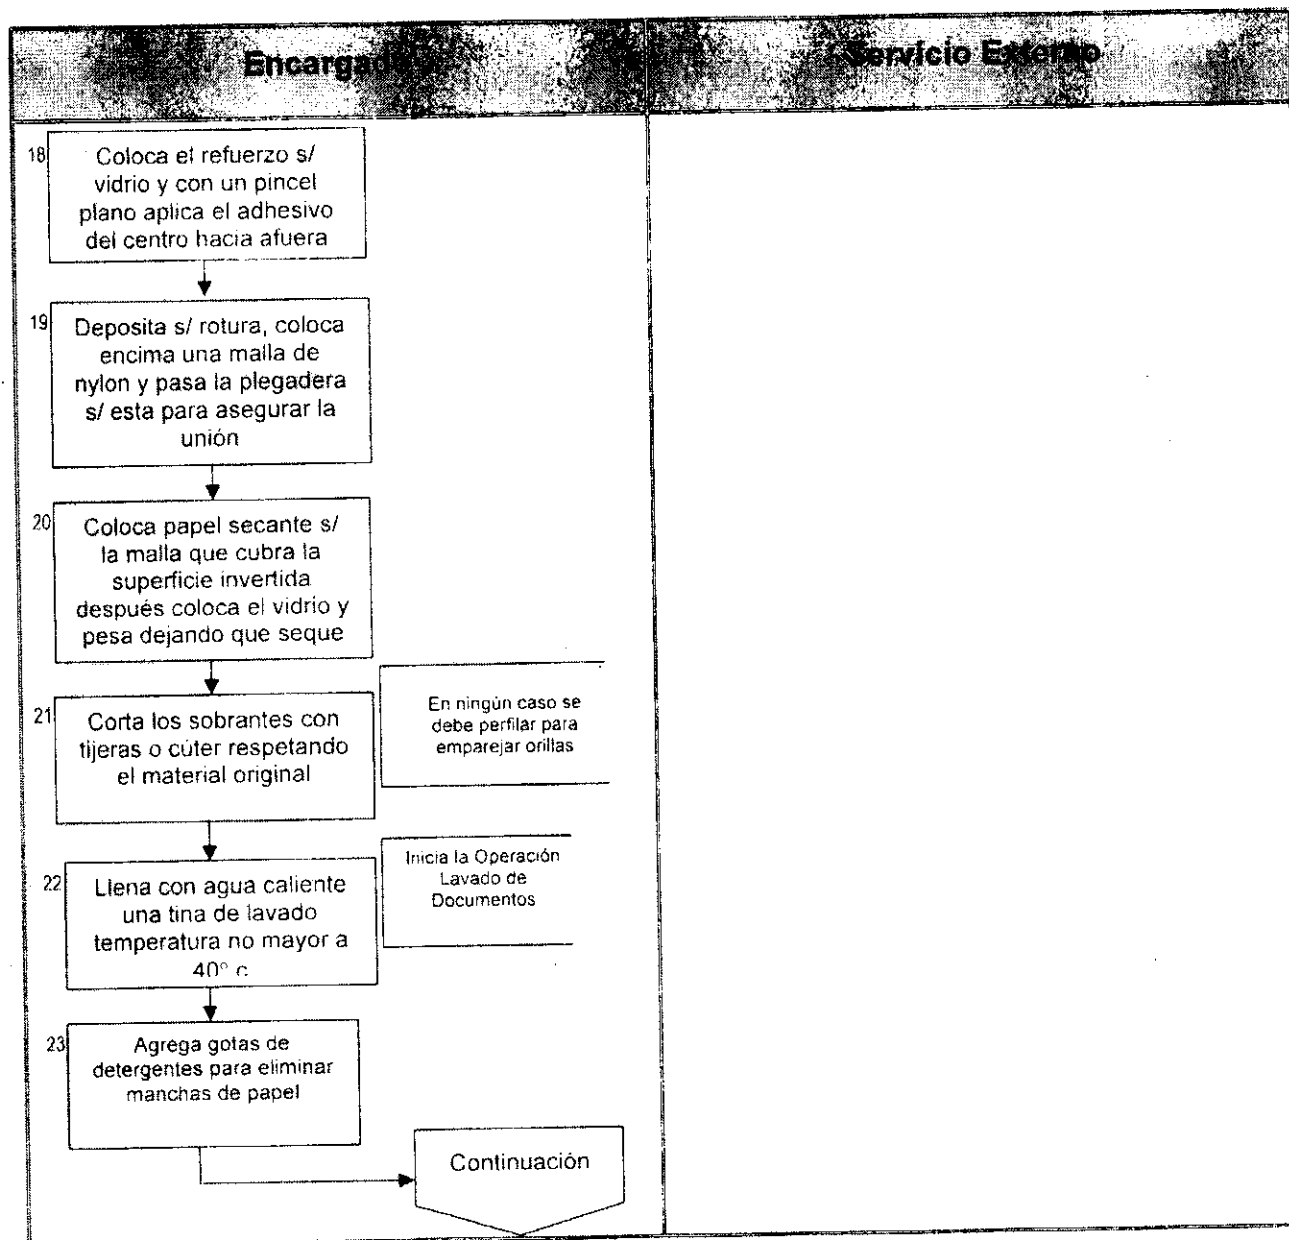 Encargado
Servicio Externo
18
Coloca el refuerzo s/
vidrio y con un pincel
plano aplica el adhesivo
del centro hacia afuera
19
Deposita s/ rotura, coloca
encima una malla de
nylon y pasa la plegadera
s/ esta para asegurar la
unión
20
Coloca papel secante s/
la malla que cubra la
superficie invertida
después coloca el vidrio y
pesa dejando que seque
21
Corta los sobrantes con
tijeras o cúter respetando
el material original
En ningún caso se
debe perfilar para
emparejar orillas
22
Llena con agua caliente
una tina de lavado
temperatura no mayor a
40° c
Inicia la Operación
Lavado de
Documentos
23
Agrega gotas de
detergentes para eliminar
manchas de papel
Continuación